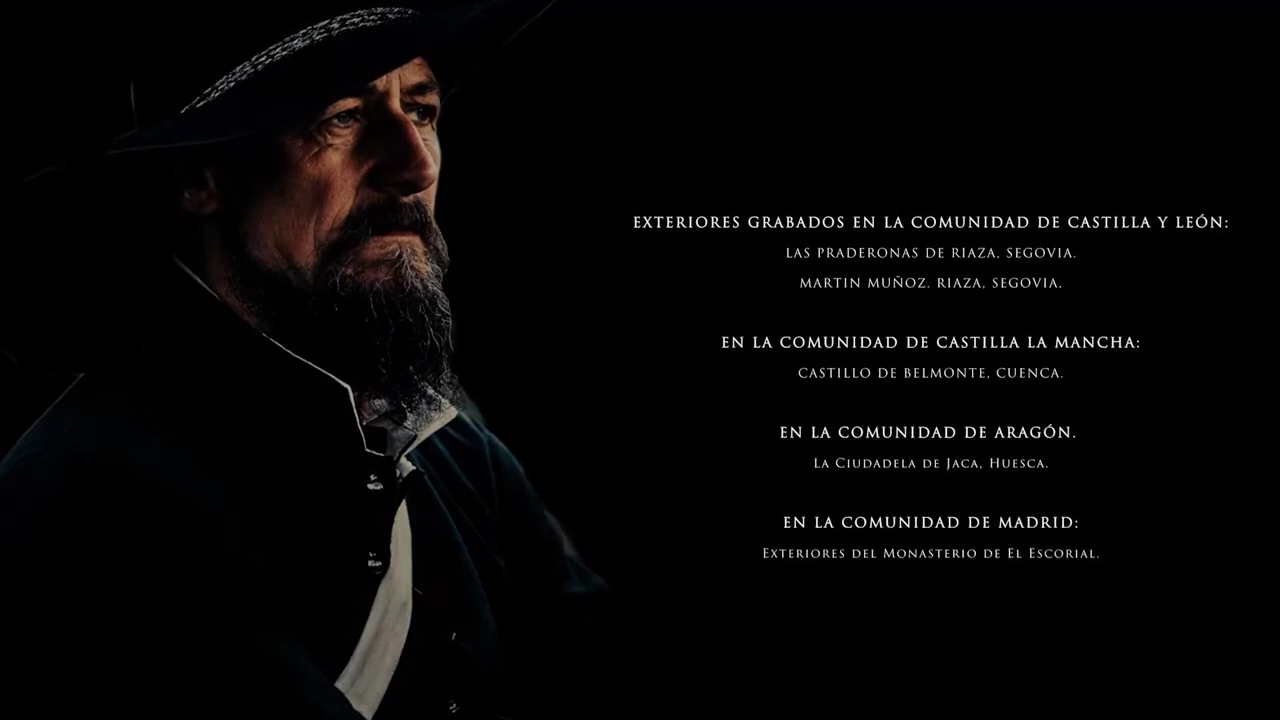 EXTERIORES GRABADOS EN LA COMUNIDAD DE CASTILLA Y LEÓN:
LAS PRADERONAS DE RIAZA, SEGOVIA.
MARTIN MUÑOZ. RIAZA, SEGOVIA.
EN LA COMUNIDAD DE CASTILLA LA MANCHA:
CASTILLO DE BELMONTE, CUENCA.
EN LA COMUNIDAD DE ARAGÓN.
La Ciudadela de Jaca, Huesca.
EN LA COMUNIDAD DE MADRID:
Exteriores del Monasterio de El Escorial.